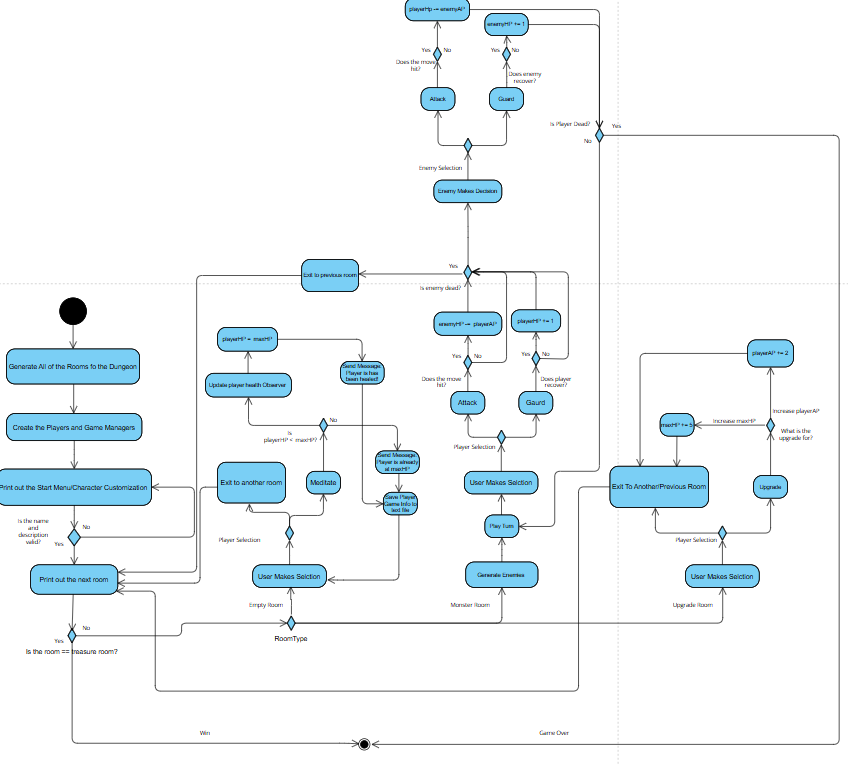 playerHp -= enemyAP
enemyHP += 1
Yes
No
Yes
No
Does the move
hit?
Does enemy
recover?
Attack
Guard
Is Player Dead?
Yes
No
Enemy Selection
Enemy Makes Decision
Yes
Exit to previous room
Is enemy dead?
Generate All of the Rooms fo the Dungeon
playerHP = maxHP
enemyHP -= playerAP
playerHP += 1
playerAP += 2
Send Message:
Player is has
been healed!
Yes
No
Yes
No
Update player health Observer
Does the move
hit?
Does player
recover?
Create the Players and Game Managers
Attack
Gaurd
Increase playerAP
No
Is
playerHP < maxHP?
maxHP += 5
Increase maxHP
What is the
upgrade for?
Player Selection
Send Message:
Player is already
at maxHP
Print out the Start Menu/Character Customization
Exit to another room
Meditate
User Makes Selction
Exit To Another/Previous Room
Upgrade
Save Player
Game Info to
text file
Is the name
and
description
valid?
No
Yes
Play Turn
Player Selection
Player Selection
Print out the next room
User Makes Selction
Generate Enemies
User Makes Selction
Empty Room
Monster Room
Upgrade Room
No
Yes
RoomType
Is the room == treasure room?
Win
Game Over